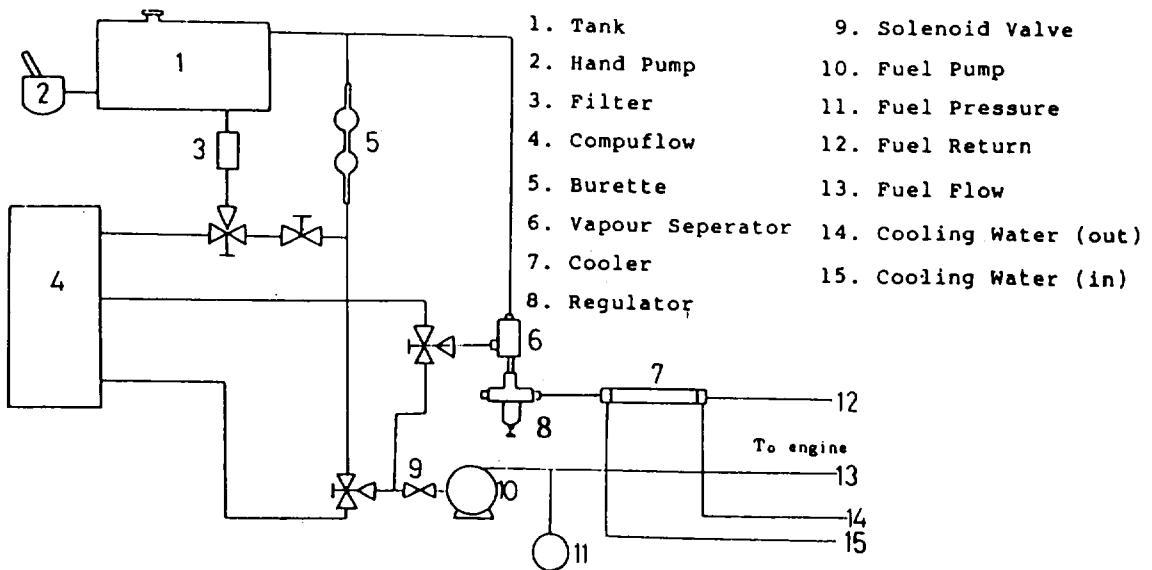 1. Tank
2. Hand Pump
3. Filter
4. Compuflow
5. Burette
6. Vapour Seperator
7. Cooler
8. Regulator
9. Solenoid Valve
10. Fuel Pump
11. Fuel Pressure
12. Fuel Return
13. Fuel Flow
14. Cooling Water (out)
15. Cooling Water (in)
1
2
3
5
4
6
7
8
12
To engine
9
10
13
11
14
15